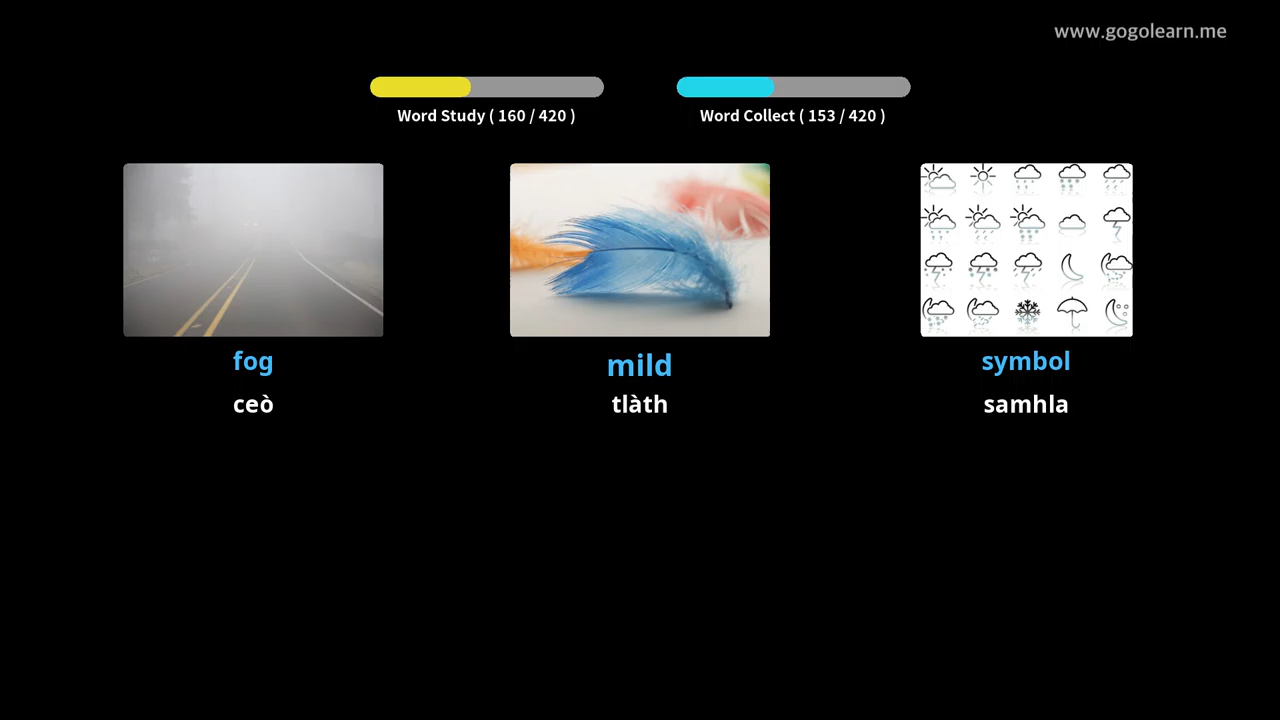 www.gogolearn.me
Word Study ( 160 / 420 )
Word Collect ( 153 / 420 )
fog
mild
symbol
ceò
tlàth
samhla